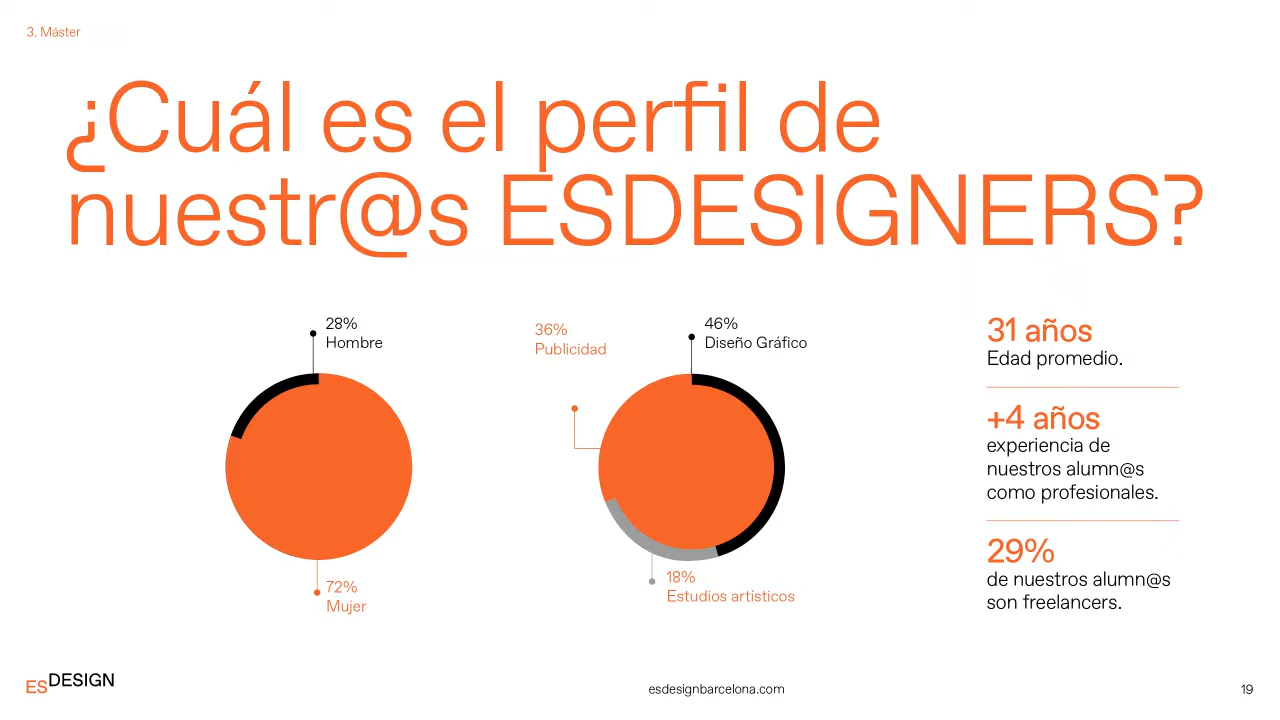 3. Máster
¿Cuál es el perfil de
nuestr@s ESDESIGNERS?
28%
Hombre
72%
Mujer
36%
Publicidad
46%
Diseño Gráfico
18%
Estudios artísticos
31 años
Edad promedio.
+4 años
experiencia de
nuestros alumn@s
como profesionales.
29%
de nuestros alumn@s
son freelancers.
ESDESIGN
esdesignbarcelona.com
19